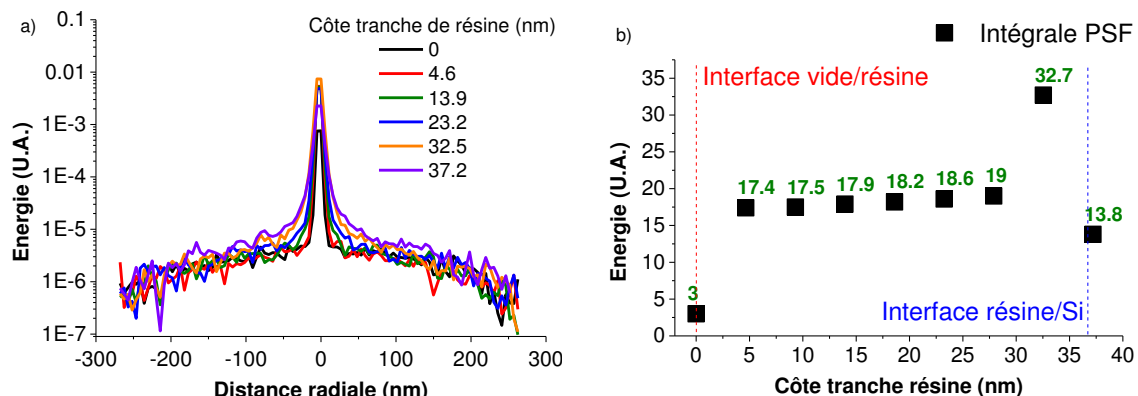 a)
Côte tranche de résine (nm)
0
4.6
13.9
23.2
32.5
37.2
0.1
0.01
1E-3
1E-4
1E-5
1E-6
1E-7
Energie (U.A.)
-300 -200 -100 0 100 200 300
Distance radiale (nm)
b)
Intégrale PSF
Interface vide/résine
32.7
17.4 17.5 17.9 18.2 18.6 19
13.8
3
Interface résine/Si
35
30
25
20
15
10
5
0
Energie (U.A.)
0 5 10 15 20 25 30 35 40
Côte tranche résine (nm)